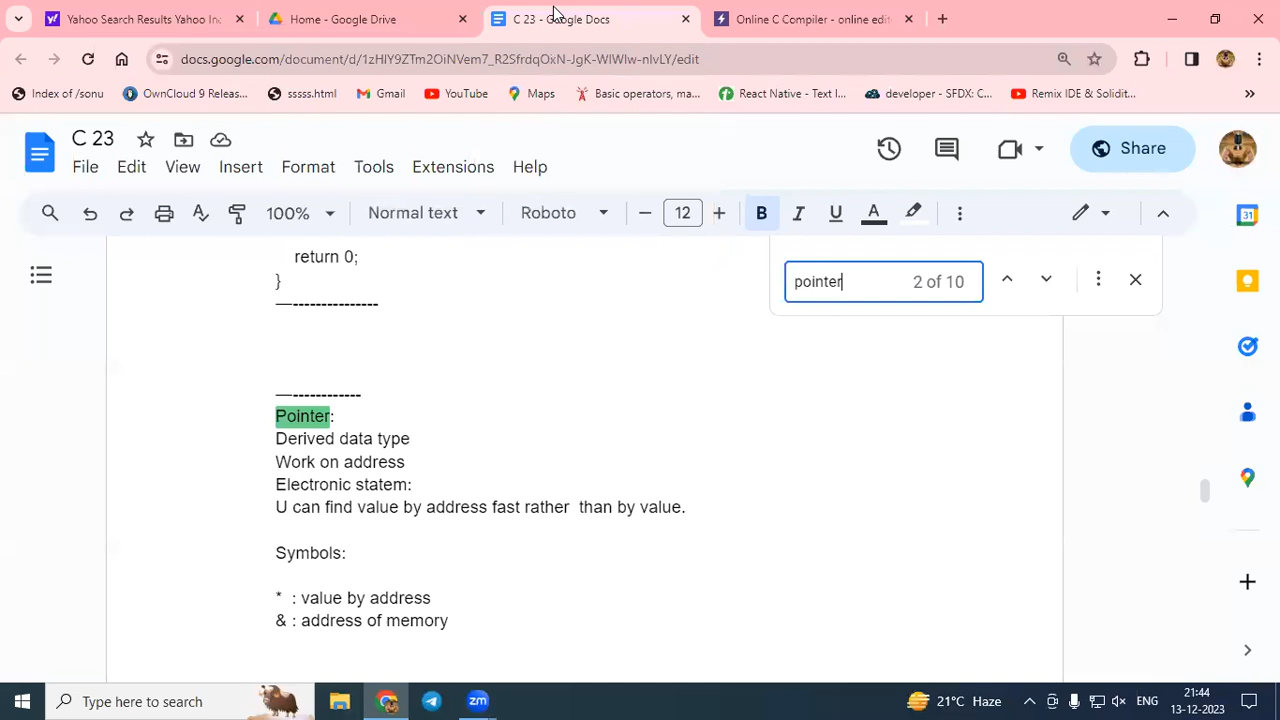 Yahoo Search Results Yahoo In
Home - Google Drive
C 23 - Google Docs
Online C Compiler - online edit
docs.google.com/document/d/1zHIY9ZTm2OiNVem7_R2SfrdqOxN-JgK-WIWIw-nIvLY/edit
Index of /sonu
OwnCloud 9 Releas...
sssss.html
Gmail
YouTube
Maps
Basic operators, ma...
React Native - Text I...
developer - SFDX: C...
Remix IDE & Solidit...
C 23
Share
File Edit View Insert Format Tools Extensions Help
100% Normal text Roboto 12 B I U A
31
return 0;
}
—---------------
pointer 2 of 10
—------------
Pointer:
Derived data type
Work on address
Electronic statem:
U can find value by address fast rather than by value.
Symbols:
* : value by address
& : address of memory
Type here to search
zm
21°C Haze
ENG
21:44
13-12-2023